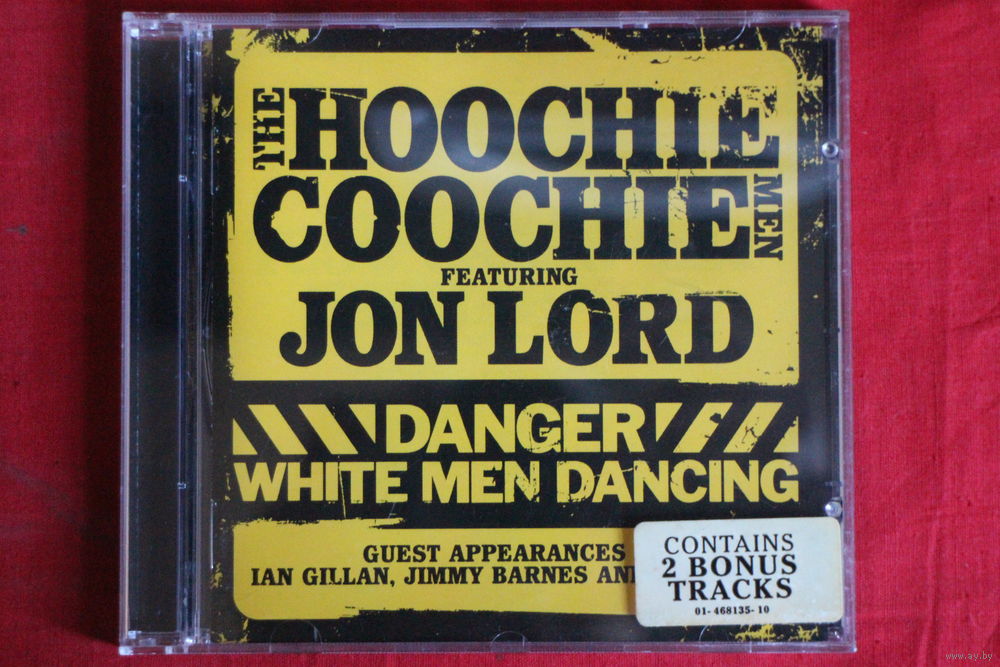 THE HOOCHIE
COOCHIE MEN
FEATURING
JON LORD
DANGER
WHITE MEN DANCING
GUEST APPEARANCES
IAN GILLAN, JIMMY BARNES
CONTAINS
2 BONUS
TRACKS
01-468135-10
www.ay.by